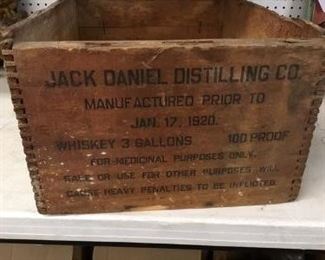 JACK DANIEL DISTILLING CO.
MANUFACTURED PRIOR TO
JAN. 17, 1920.
WHISKEY 3 GALLONS 100 PROOF
FOR MEDICINAL PURPOSES ONLY.
SALE OR USE FOR OTHER PURPOSES WILL
CAUSE HEAVY PENALTIES TO BE INFLICTED.